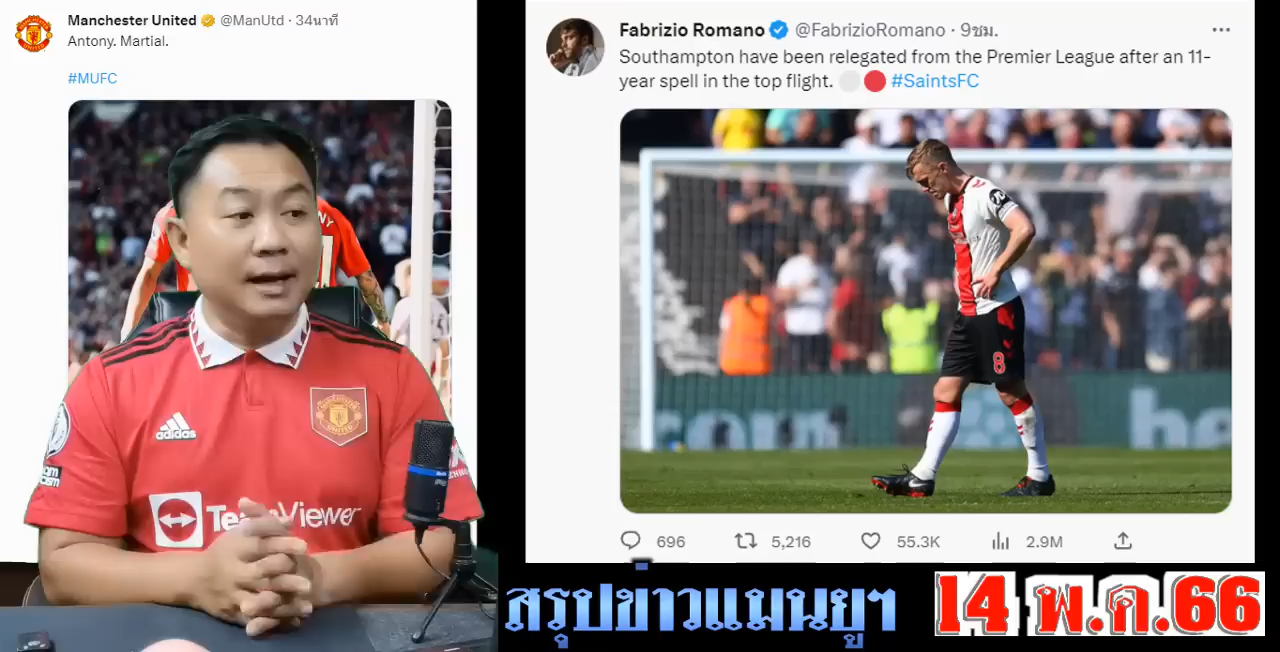 Manchester United @ManUtd · 34นาที
Antony. Martial.
#MUFC
Fabrizio Romano @FabrizioRomano · 9ชม.
Southampton have been relegated from the Premier League after an 11-
year spell in the top flight. #SaintsFC
8
adidas
TeamViewer
696 5,216 55.3K 2.9M
สรุปข่าวแมนยูฯ 14 พ.ค.66